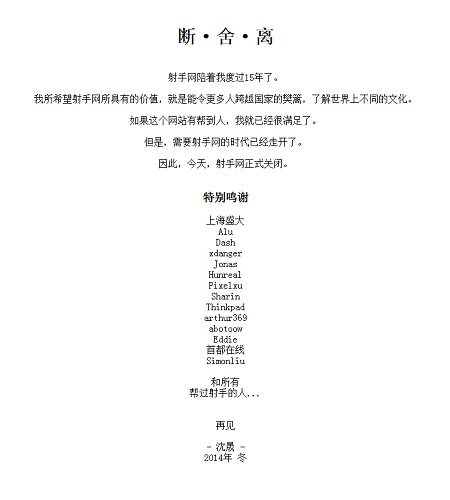 断·舍·离
射手网陪着我度过15年了。
我所希望射手网所具有的价值，就是能令更多人跨越国家的樊篱，了解世界上不同的文化。
如果这个网站有帮到人，我就已经很满足了。
但是，需要射手网的时代已经走开了。
因此，今天，射手网正式关闭。
特别鸣谢
上海盛大
Alu
Dash
xdanger
Jonas
Hunreal
Pixelxu
Sharin
Thinkpad
arthur369
abotoow
Eddie
首都在线
Simonliu
和所有
帮过射手的人...
再见
- 沈晟 -
2014年 冬